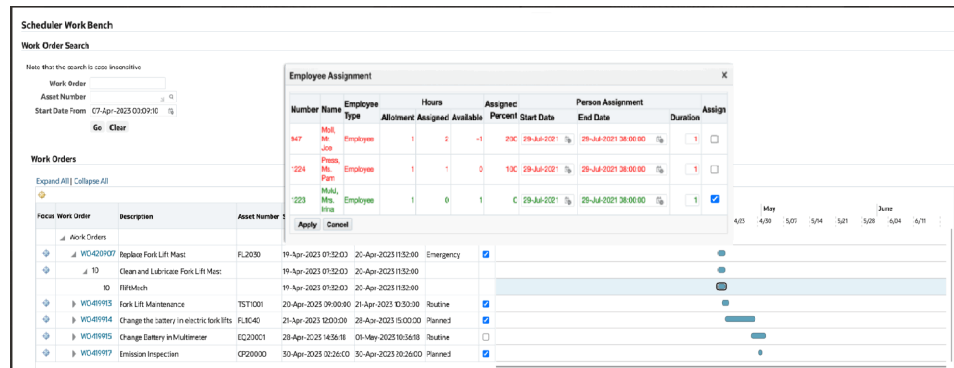 Scheduler Work Bench
Work Order Search
Note that the search is case insensitive
Work Order
Asset Number
Start Date From 07-Apr-2023 00:09:10
Go Clear
Employee Assignment X
Number Name Employee Type Hours Allotment Assigned Available Assigned Percent Person Assignment Start Date End Date Duration Assign
947 Moll, Mr. Joe Employee 1 2 -1 200 29-Jul-2021 29-Jul-2021 08:00:00 1
1224 Press, Ms. Pam Employee 1 1 0 100 29-Jul-2021 29-Jul-2021 08:00:00 1
1223 Mrs. Irina Employee 1 0 1 0 29-Jul-2021 29-Jul-2021 08:00:00 1
Apply Cancel
Work Orders
Expand All | Collapse All
May June
Focus Work Order Description Asset Number S 4/23 4/30 5/07 5/14 5/21 5/28 6/04 6/11
Work Orders
WO420907 Replace Fork Lift Mast FL2030 19-Apr-2023 07:32:00 20-Apr-2023 11:32:00 Emergency
10 Clean and Lubricate Fork Lift Mast 19-Apr-2023 07:32:00 20-Apr-2023 11:32:00
10 FliftMech 19-Apr-2023 07:32:00 20-Apr-2023 11:32:00
WO419913 Fork Lift Maintenance TST1001 20-Apr-2023 09:00:00 21-Apr-2023 10:30:00 Routine
WO419914 Change the battery in electric fork lifts FL1040 21-Apr-2023 12:00:00 28-Apr-2023 15:00:00 Planned
WO419915 Change Battery in Multimeter EQ20001 28-Apr-2023 14:36:18 01-May-2023 10:36:18 Routine
WO419917 Emission Inspection CP20000 30-Apr-2023 02:26:00 30-Apr-2023 20:26:00 Planned